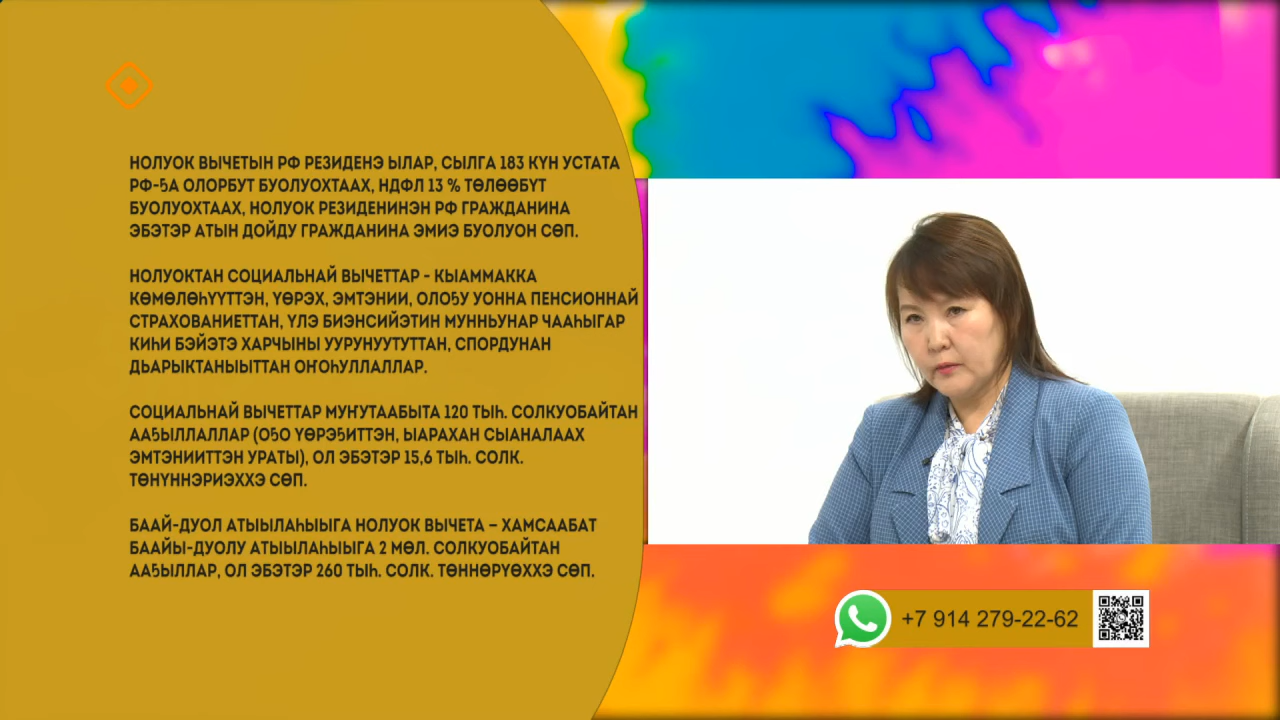 НОЛУОК ВЫЧЕТЫН РФ РЕЗИДЕНЭ ЫЛАР, СЫЛГА 183 КҮН УСТАТА
РФ-ҔА ОЛОРБУТ БУОЛУОХТААХ, НДФЛ 13 % ТӨЛӨӨБҮТ
БУОЛУОХТААХ, НОЛУОК РЕЗИДЕНИНЭН РФ ГРАЖДАНИНА
ЭБЭТЭР АТЫН ДОЙДУ ГРАЖДАНИНА ЭМИЭ БУОЛУОН СӨП.
НОЛУОКТАН СОЦИАЛЬНАЙ ВЫЧЕТТАР - КЫАММАККА
КӨМӨЛӨҺҮҮТТЭН, ҮӨРЭХ, ЭМТЭНИИ, ОЛОҔУ УОННА ПЕНСИОННАЙ
СТРАХОВАНИЕТТАН, ҮЛЭ БИЭНСИЙЭТИН МУННЬУНАР ЧААҺЫГАР
КИҺИ БЭЙЭТЭ ХАРЧЫНЫ УУРУНУУТУТТАН, СПОРДУНАН
ДЬАРЫКТАНЫЫТТАН ОҤОҺУЛЛАЛЛАР.
СОЦИАЛЬНАЙ ВЫЧЕТТАР МУҤУТААБЫТА 120 ТЫҺ. СОЛКУОБАЙТАН
ААҔЫЛЛАЛЛАР (ОҔО ҮӨРЭҔИТТЭН, ЫАРАХАН СЫАНАЛААХ
ЭМТЭНИИТТЭН УРАТЫ), ОЛ ЭБЭТЭР 15,6 ТЫҺ. СОЛК.
ТӨНҮННЭРИЭХХЭ СӨП.
БААЙ-ДУОЛ АТЫЫЛАҺЫЫГА НОЛУОК ВЫЧЕТА – ХАМСААБАТ
БААЙЫ-ДУОЛУ АТЫЫЛАҺЫЫГА 2 МӨЛ. СОЛКУОБАЙТАН
ААҔЫЛЛАР, ОЛ ЭБЭТЭР 260 ТЫҺ. СОЛК. ТӨННӨРҮӨХХЭ СӨП.
+7 914 279-22-62